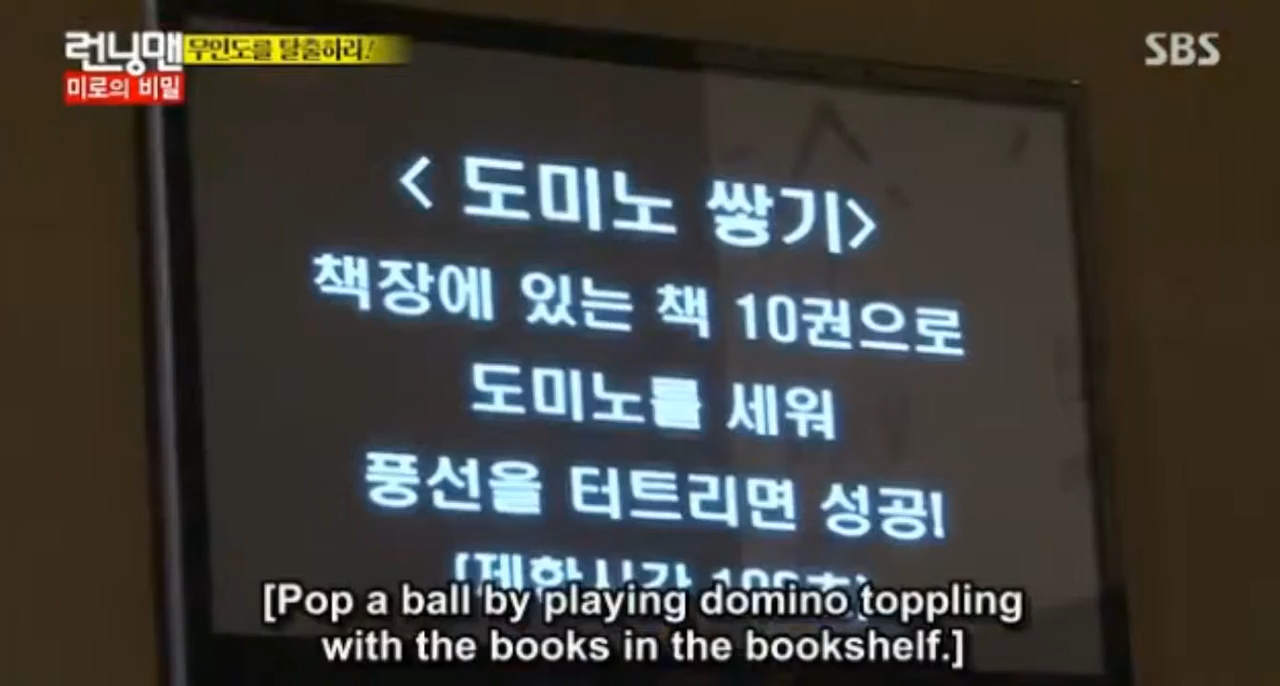 런닝맨
무인도를 탈출하라!
SBS
미로의 비밀
< 도미노 쌓기>
책장에 있는 책 10권으로
도미노를 세워
풍선을 터트리면 성공!
[Pop a ball by playing domino toppling
with the books in the bookshelf.]